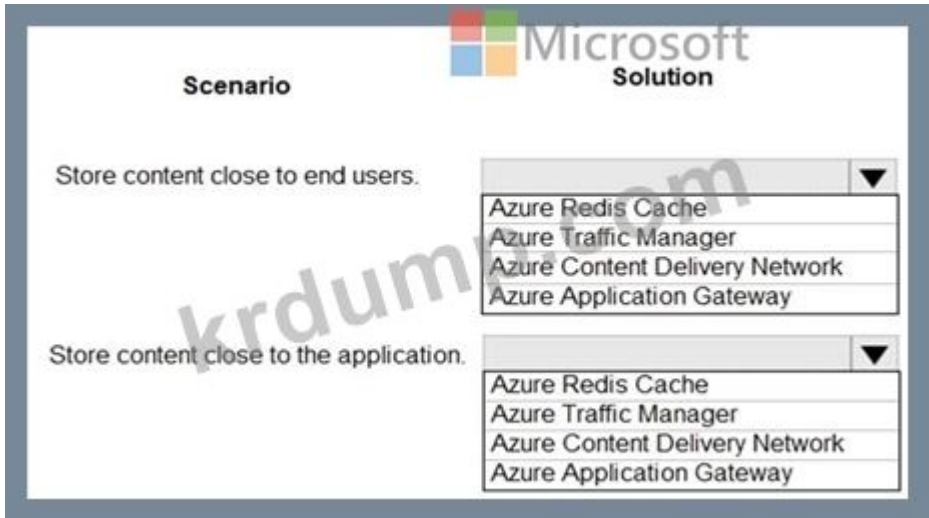 Microsoft
Scenario
Solution
Store content close to end users.
Azure Redis Cache
Azure Traffic Manager
Azure Content Delivery Network
Azure Application Gateway
Store content close to the application.
Azure Redis Cache
Azure Traffic Manager
Azure Content Delivery Network
Azure Application Gateway
krdump.com